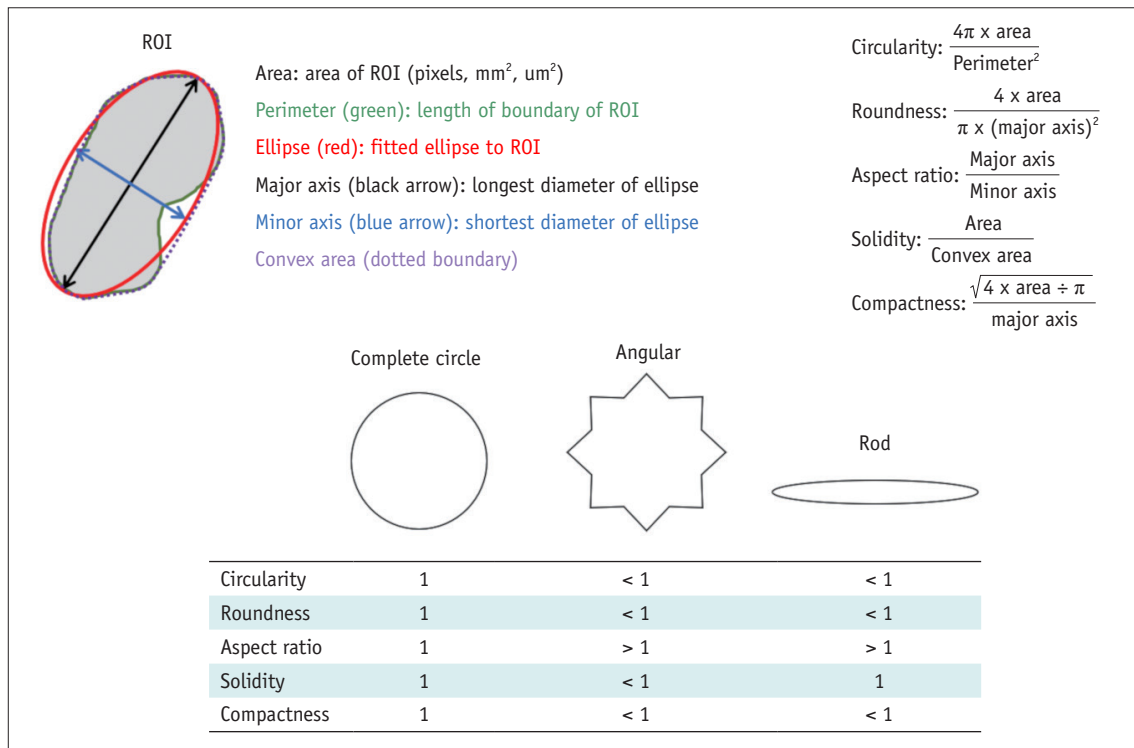 ROI
Area: area of ROI (pixels, mm², um²)
Perimeter (green): length of boundary of ROI
Ellipse (red): fitted ellipse to ROI
Major axis (black arrow): longest diameter of ellipse
Minor axis (blue arrow): shortest diameter of ellipse
Convex area (dotted boundary)
Circularity: 4π x area
Perimeter²
Roundness: 4 x area
π x (major axis)²
Aspect ratio: Major axis
Minor axis
Solidity: Area
Convex area
Compactness: √4 x area ÷ π
major axis
Complete circle
Angular
Rod
Circularity 1 < 1 < 1
Roundness 1 < 1 < 1
Aspect ratio 1 > 1 > 1
Solidity 1 < 1 1
Compactness 1 < 1 < 1